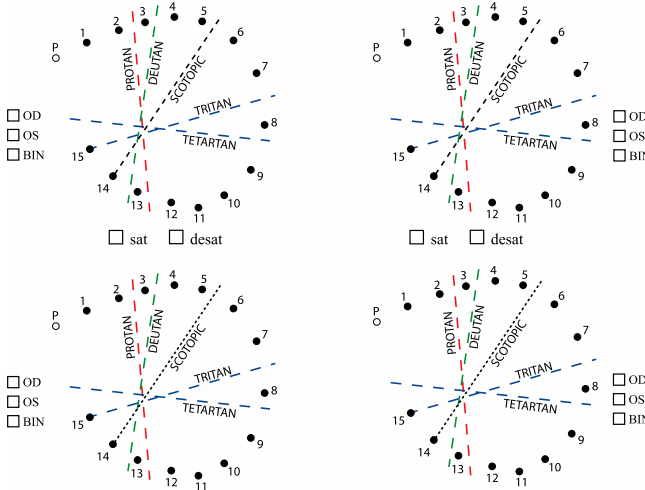 3 4 5
2 6
1
P
7
PROTAN DEUTAN SCOTOPIC
TRITAN
8
TETARTAN
OD
OS
BIN
15
14
13 12 11 10 9
sat desat
3 4 5
2 6
1
P
7
PROTAN DEUTAN SCOTOPIC
TRITAN
8
TETARTAN
OD
OS
BIN
15
14
13 12 11 10 9
sat desat
3 4 5
2 6
1
P
7
PROTAN DEUTAN SCOTOPIC
TRITAN
8
TETARTAN
OD
OS
BIN
15
14
13 12 11 10 9
3 4 5
2 6
1
P
7
PROTAN DEUTAN SCOTOPIC
TRITAN
8
TETARTAN
OD
OS
BIN
15
14
13 12 11 10 9